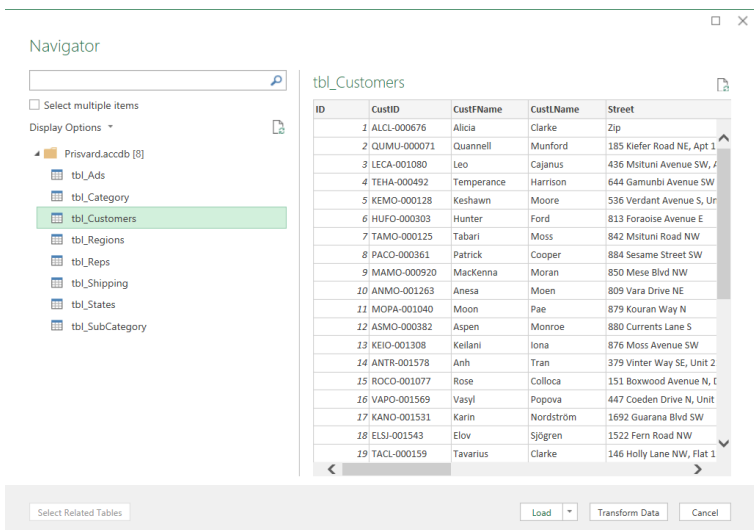 Navigator
Select multiple items
Display Options
Prisvard.accdb [8]
tbl_Ads
tbl_Category
tbl_Customers
tbl_Regions
tbl_Reps
tbl_Shipping
tbl_States
tbl_SubCategory
tbl_Customers
ID CustID CustFName CustLName Street
1 ALCL-000676 Alicia Clarke Zip
2 QUMU-000071 Quannell Munford 185 Kiefer Road NE, Apt 1
3 LECA-001080 Leo Cajanus 436 Msituni Avenue SW, A
4 TEHA-000492 Temperance Harrison 644 Gamunbi Avenue SW
5 KEMO-000128 Keshawn Moore 536 Verdant Avenue S, Un
6 HUFO-000303 Hunter Ford 813 Foraoise Avenue E
7 TAMO-000125 Tabari Moss 842 Msituni Road NW
8 PACO-000361 Patrick Cooper 884 Sesame Street SW
9 MAMO-000920 MacKenna Moran 850 Mese Blvd NW
10 ANMO-001263 Anesa Moen 809 Vara Drive NE
11 MOPA-001040 Moon Pae 879 Kouran Way N
12 ASMO-000382 Aspen Monroe 880 Currents Lane S
13 KEIO-001308 Keilani Iona 876 Moss Avenue SW
14 ANTR-001578 Anh Tran 379 Vinter Way SE, Unit 2
15 ROCO-001077 Rose Colloca 151 Boxwood Avenue N,
16 VAPO-001569 Vasyl Popova 447 Coeden Drive N, Unit
17 KANO-001531 Karin Nordström 1692 Guarana Blvd SW
18 ELSJ-001543 Elov Sjögren 1522 Fern Road NW
19 TACL-000159 Tavarius Clarke 146 Holly Lane NW, Flat 1
Select Related Tables
Load
Transform Data
Cancel